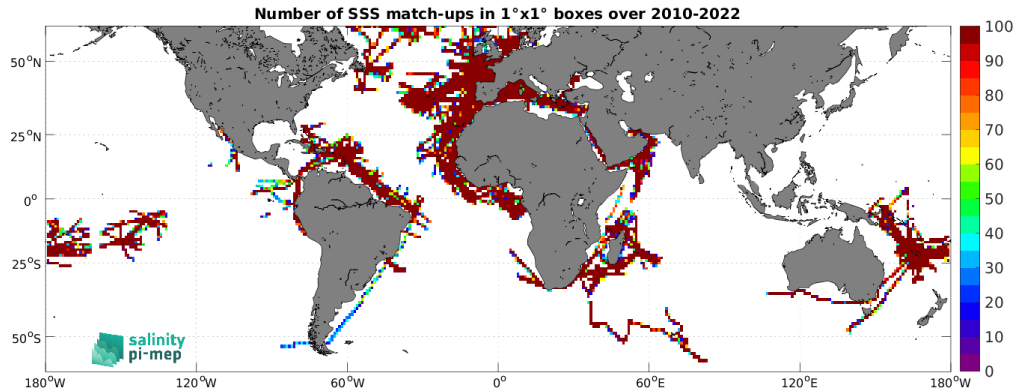 Number of SSS match-ups in 1°x1° boxes over 2010-2022
50°N
25°N
0°
25°S
50°S
180°W 120°W 60°W 0° 60°E 120°E 180°W
100
90
80
70
60
50
40
30
20
10
0
salinity
pi-mep